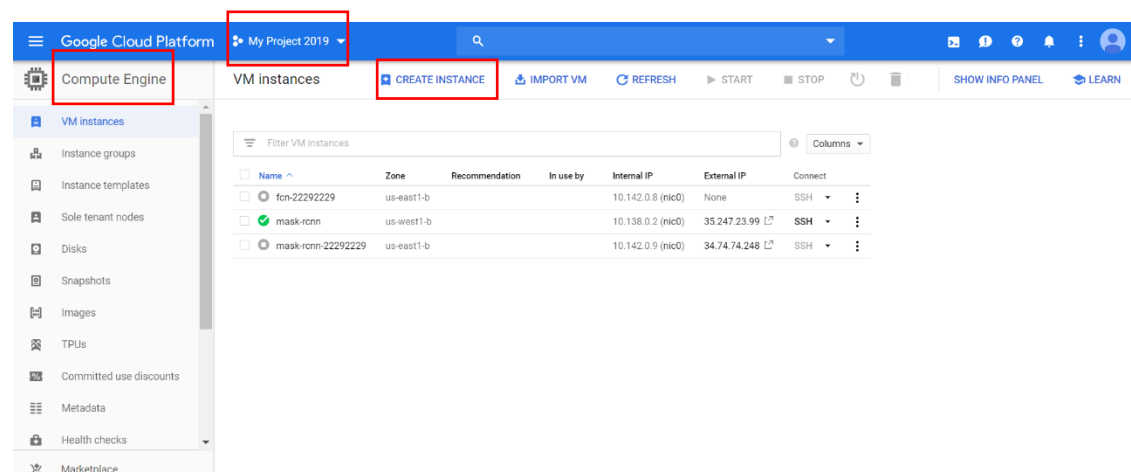 Google Cloud Platform My Project 2019
Compute Engine VM instances CREATE INSTANCE IMPORT VM REFRESH START STOP SHOW INFO PANEL LEARN
VM instances
Instance groups
Instance templates
Sole tenant nodes
Disks
Snapshots
Images
TPUs
Committed use discounts
Metadata
Health checks
Marketplace
Filter VM instances Columns
Name Zone Recommendation In use by Internal IP External IP Connect
fcn-22292229 us-east1-b 10.142.0.8 (nic0) None SSH
mask-rcnn us-west1-b 10.138.0.2 (nic0) 35.247.23.99 SSH
mask-rcnn-22292229 us-east1-b 10.142.0.9 (nic0) 34.74.74.248 SSH